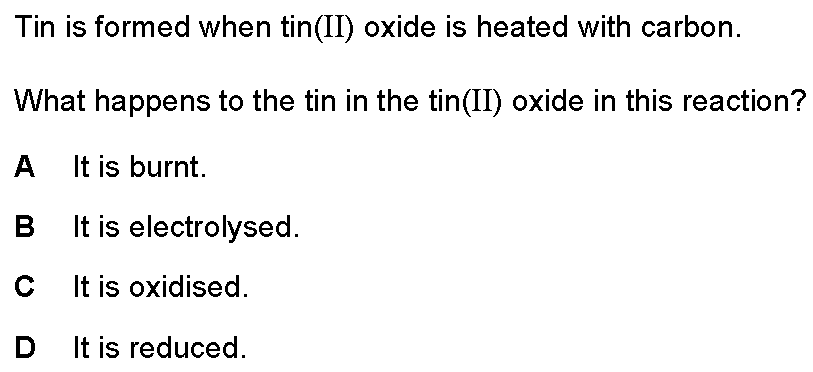 Tin is formed when tin(II) oxide is heated with carbon.
What happens to the tin in the tin(II) oxide in this reaction?
A It is burnt.
B It is electrolysed.
C It is oxidised.
D It is reduced.